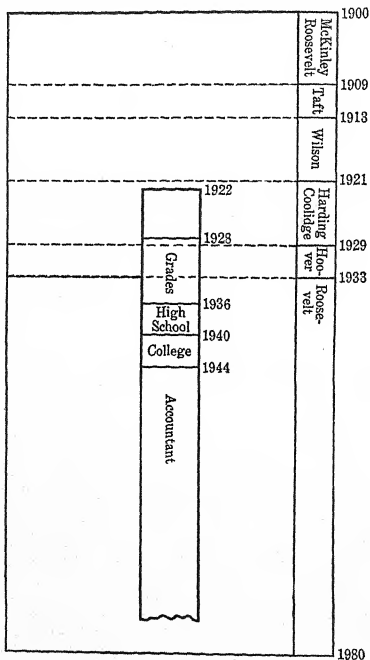 1900
McKinley
Roosevelt
1909
Taft
1913
Wilson
1921
Harding
Coolidge
1922
1928
1929
Hoo-
ver
1933
Grades
Roose-
velt
1936
High
School
1940
College
1944
Accountant
1980